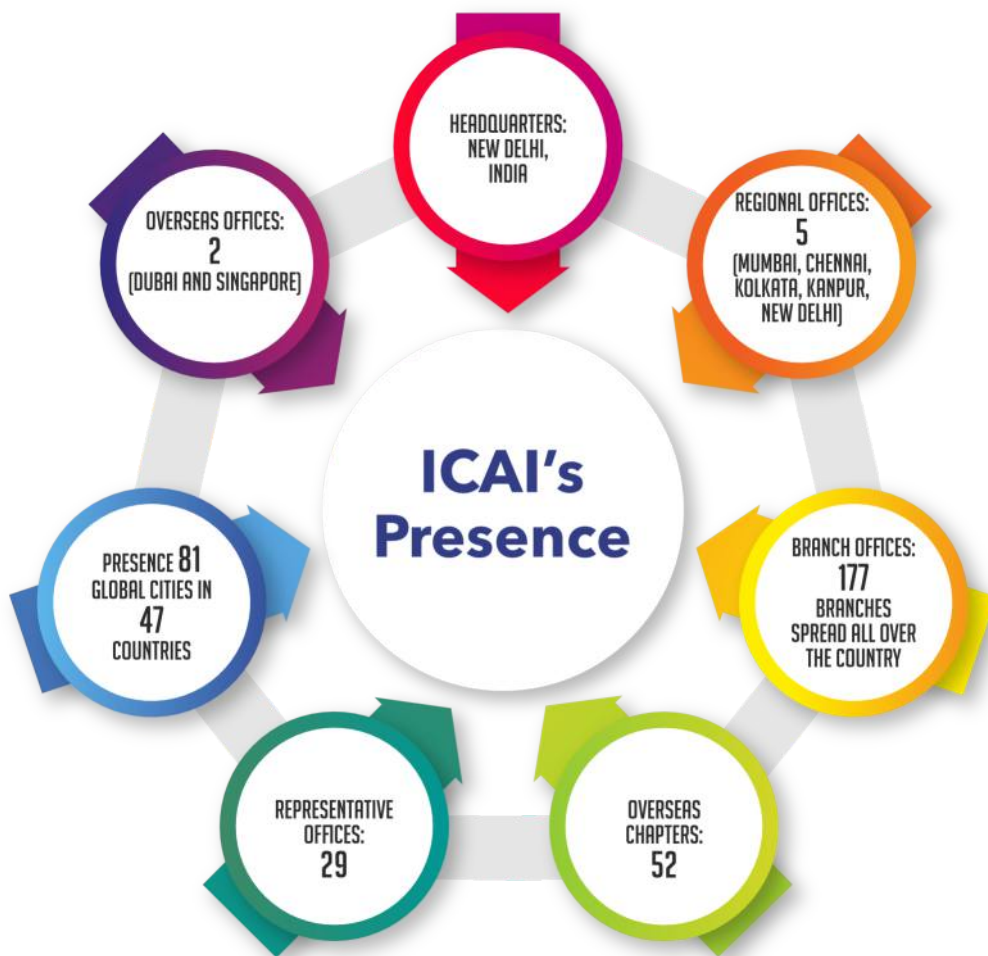 HEADQUARTERS:
NEW DELHI,
INDIA
REGIONAL OFFICES:
5
(MUMBAI, CHENNAI,
KOLKATA, KANPUR,
NEW DELHI)
BRANCH OFFICES:
177
BRANCHES
SPREAD ALL OVER
THE COUNTRY
OVERSEAS
CHAPTERS:
52
REPRESENTATIVE
OFFICES:
29
PRESENCE 81
GLOBAL CITIES IN
47
COUNTRIES
OVERSEAS OFFICES:
2
(DUBAI AND SINGAPORE)
ICAI's
Presence